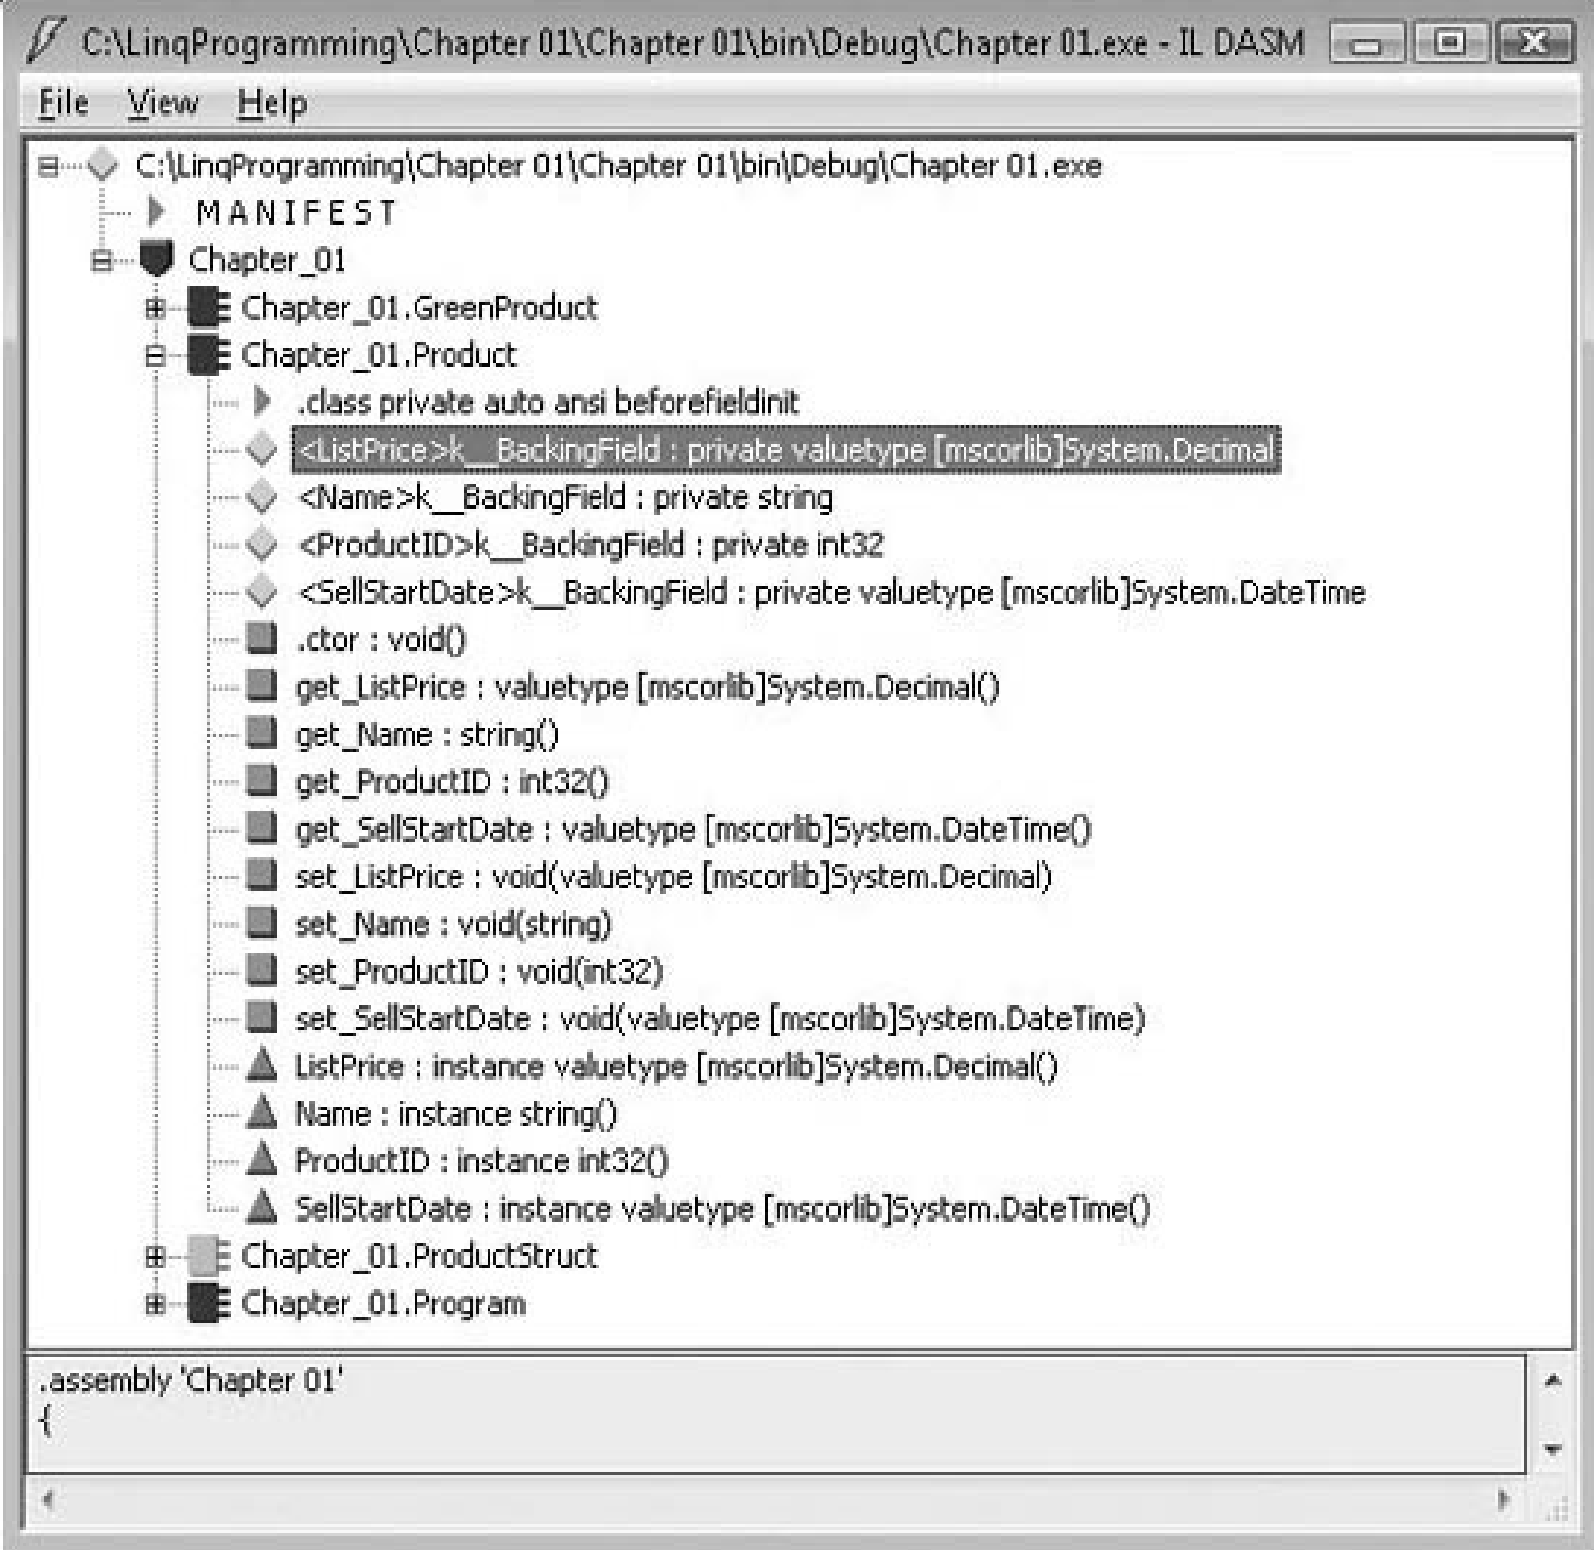 C:\LinqProgramming\Chapter 01\Chapter 01\bin\Debug\Chapter 01.exe - IL DASM
File View Help
C:\LinqProgramming\Chapter 01\Chapter 01\bin\Debug\Chapter 01.exe
MANIFEST
Chapter_01
Chapter_01.GreenProduct
Chapter_01.Product
.class private auto ansi beforefieldinit
<ListPrice>k__BackingField : private valuetype [mscorlib]System.Decimal
<Name>k__BackingField : private string
<ProductID>k__BackingField : private int32
<SellStartDate>k__BackingField : private valuetype [mscorlib]System.DateTime
.ctor : void()
get_ListPrice : valuetype [mscorlib]System.Decimal()
get_Name : string()
get_ProductID : int32()
get_SellStartDate : valuetype [mscorlib]System.DateTime()
set_ListPrice : void(valuetype [mscorlib]System.Decimal)
set_Name : void(string)
set_ProductID : void(int32)
set_SellStartDate : void(valuetype [mscorlib]System.DateTime)
ListPrice : instance valuetype [mscorlib]System.Decimal()
Name : instance string()
ProductID : instance int32()
SellStartDate : instance valuetype [mscorlib]System.DateTime()
Chapter_01.ProductStruct
Chapter_01.Program
.assembly 'Chapter 01'
{